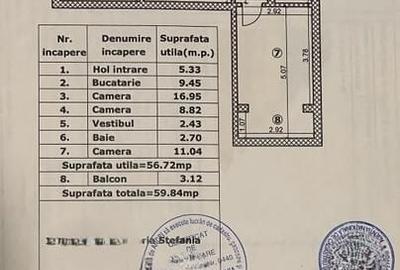 Nr. incapere Denumire incapere Suprafata utila(m.p.)
1. Hol intrare 5.33
2. Bucatarie 9.45
3. Camera 16.95
4. Camera 8.82
5. Vestibul 2.43
6. Baie 2.70
7. Camera 11.04
Suprafata utila=56.72mp
8. Balcon 3.12
Suprafata totala=59.84mp
Stefania
2.92
7
5.07
3.78
8
1.07
2.92